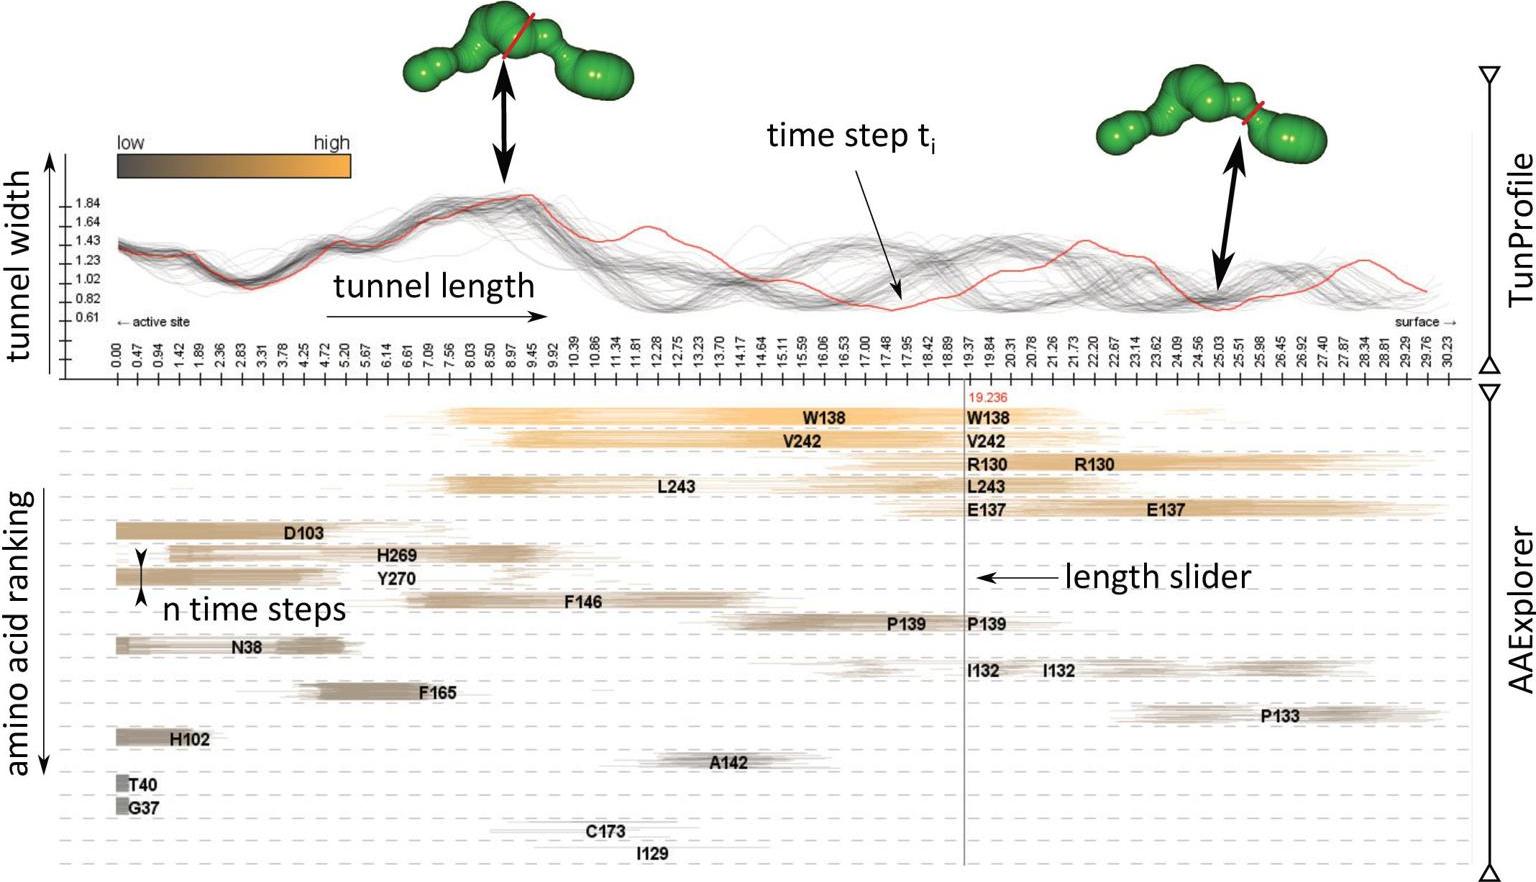 low high
time step ti
tunnel width
1.84
1.64
1.43
1.23
1.02
0.82
0.61
tunnel length
← active site
surface →
TunProfile
0.00 0.47 0.94 1.42 1.89 2.36 2.83 3.31 3.78 4.25 4.72 5.20 5.67 6.14 6.61 7.09 7.56 8.03 8.50 8.97 9.45 9.92 10.39 10.86 11.34 11.81 12.28 12.75 13.23 13.70 14.17 14.64 15.11 15.59 16.06 16.53 17.00 17.48 17.95 18.42 18.89 19.37 19.84 20.31 20.78 21.26 21.73 22.20 22.67 23.14 23.62 24.09 24.56 25.03 25.51 25.98 26.45 26.92 27.40 27.87 28.34 28.81 29.29 29.76 30.23
19.236
W138 W138
V242 V242
R130 R130
L243 L243
E137 E137
D103
H269
length slider
Y270
F146
n time steps
P139 P139
N38
I132 I132
F165
P133
H102
A142
T40
G37
C173
I129
amino acid ranking
AAExplorer